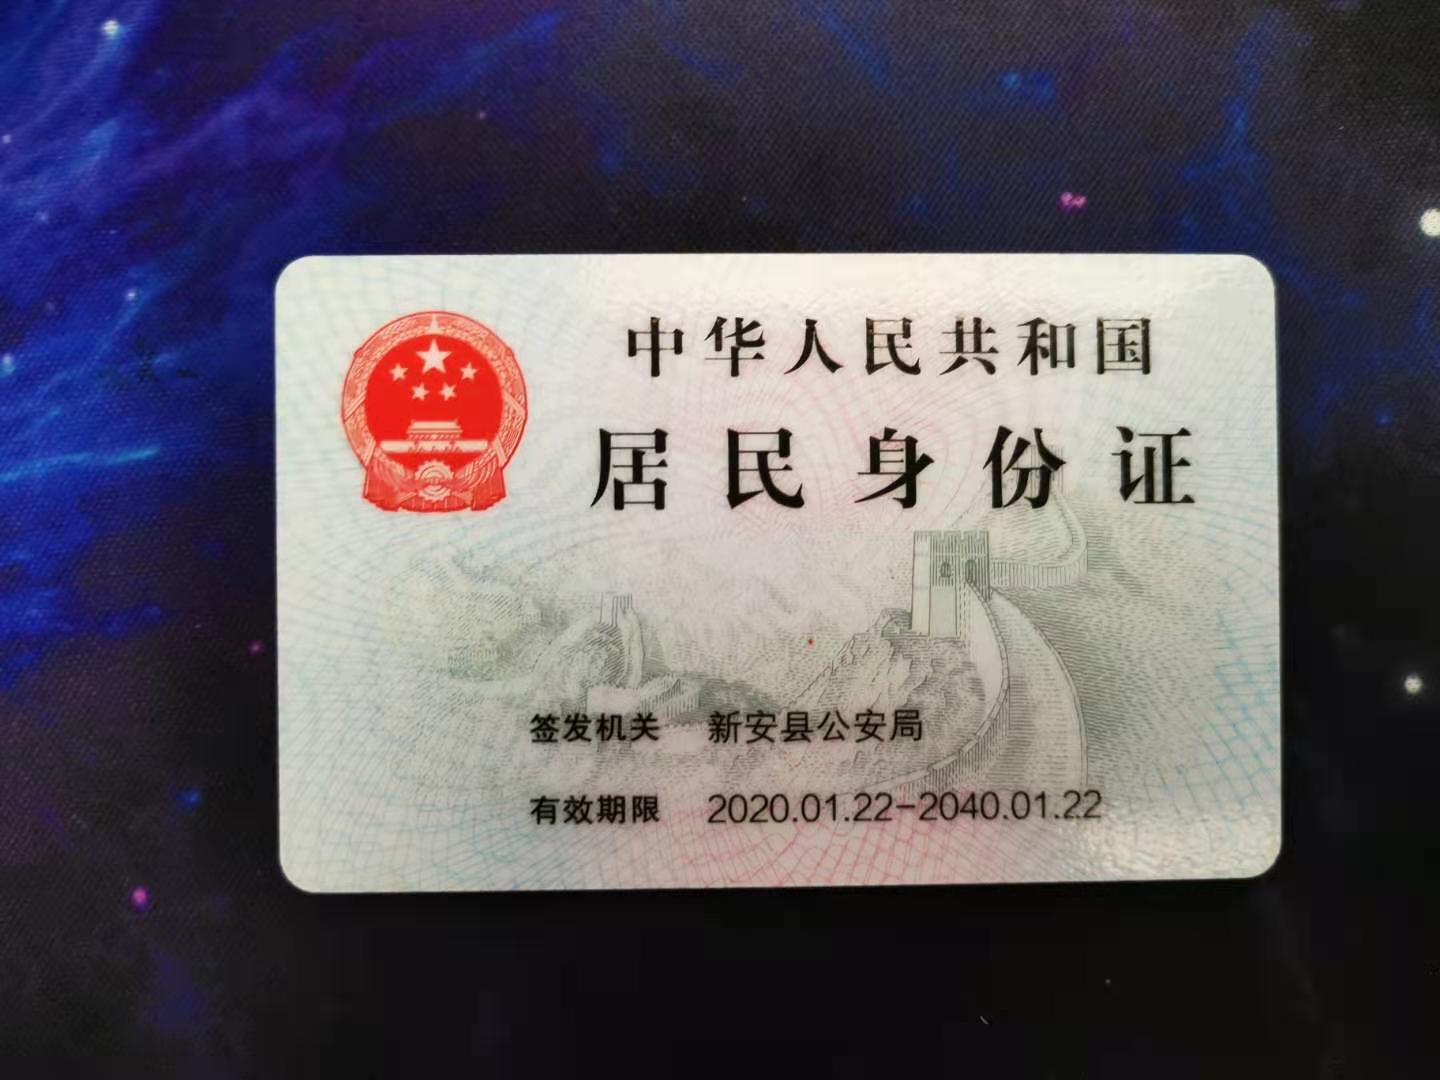 中华人民共和国
居民身份证
签发机关 新安县公安局
有效期限 2020.01.22-2040.01.22